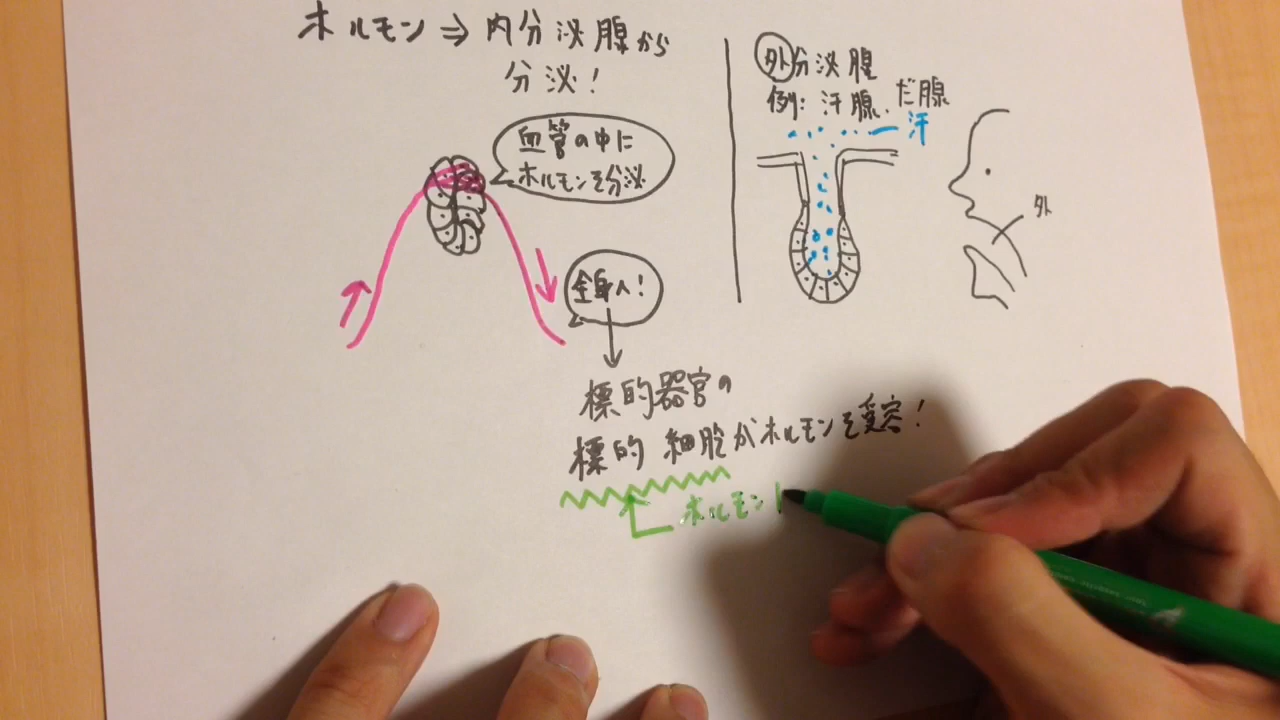 ホルモン⇒内分泌腺から
分泌！
血管の中に
ホルモンを分泌
全身へ！
標的器官の
標的細胞がホルモンを受容！
ホルモン
外分泌腺
例：汗腺、だ腺
汗
外